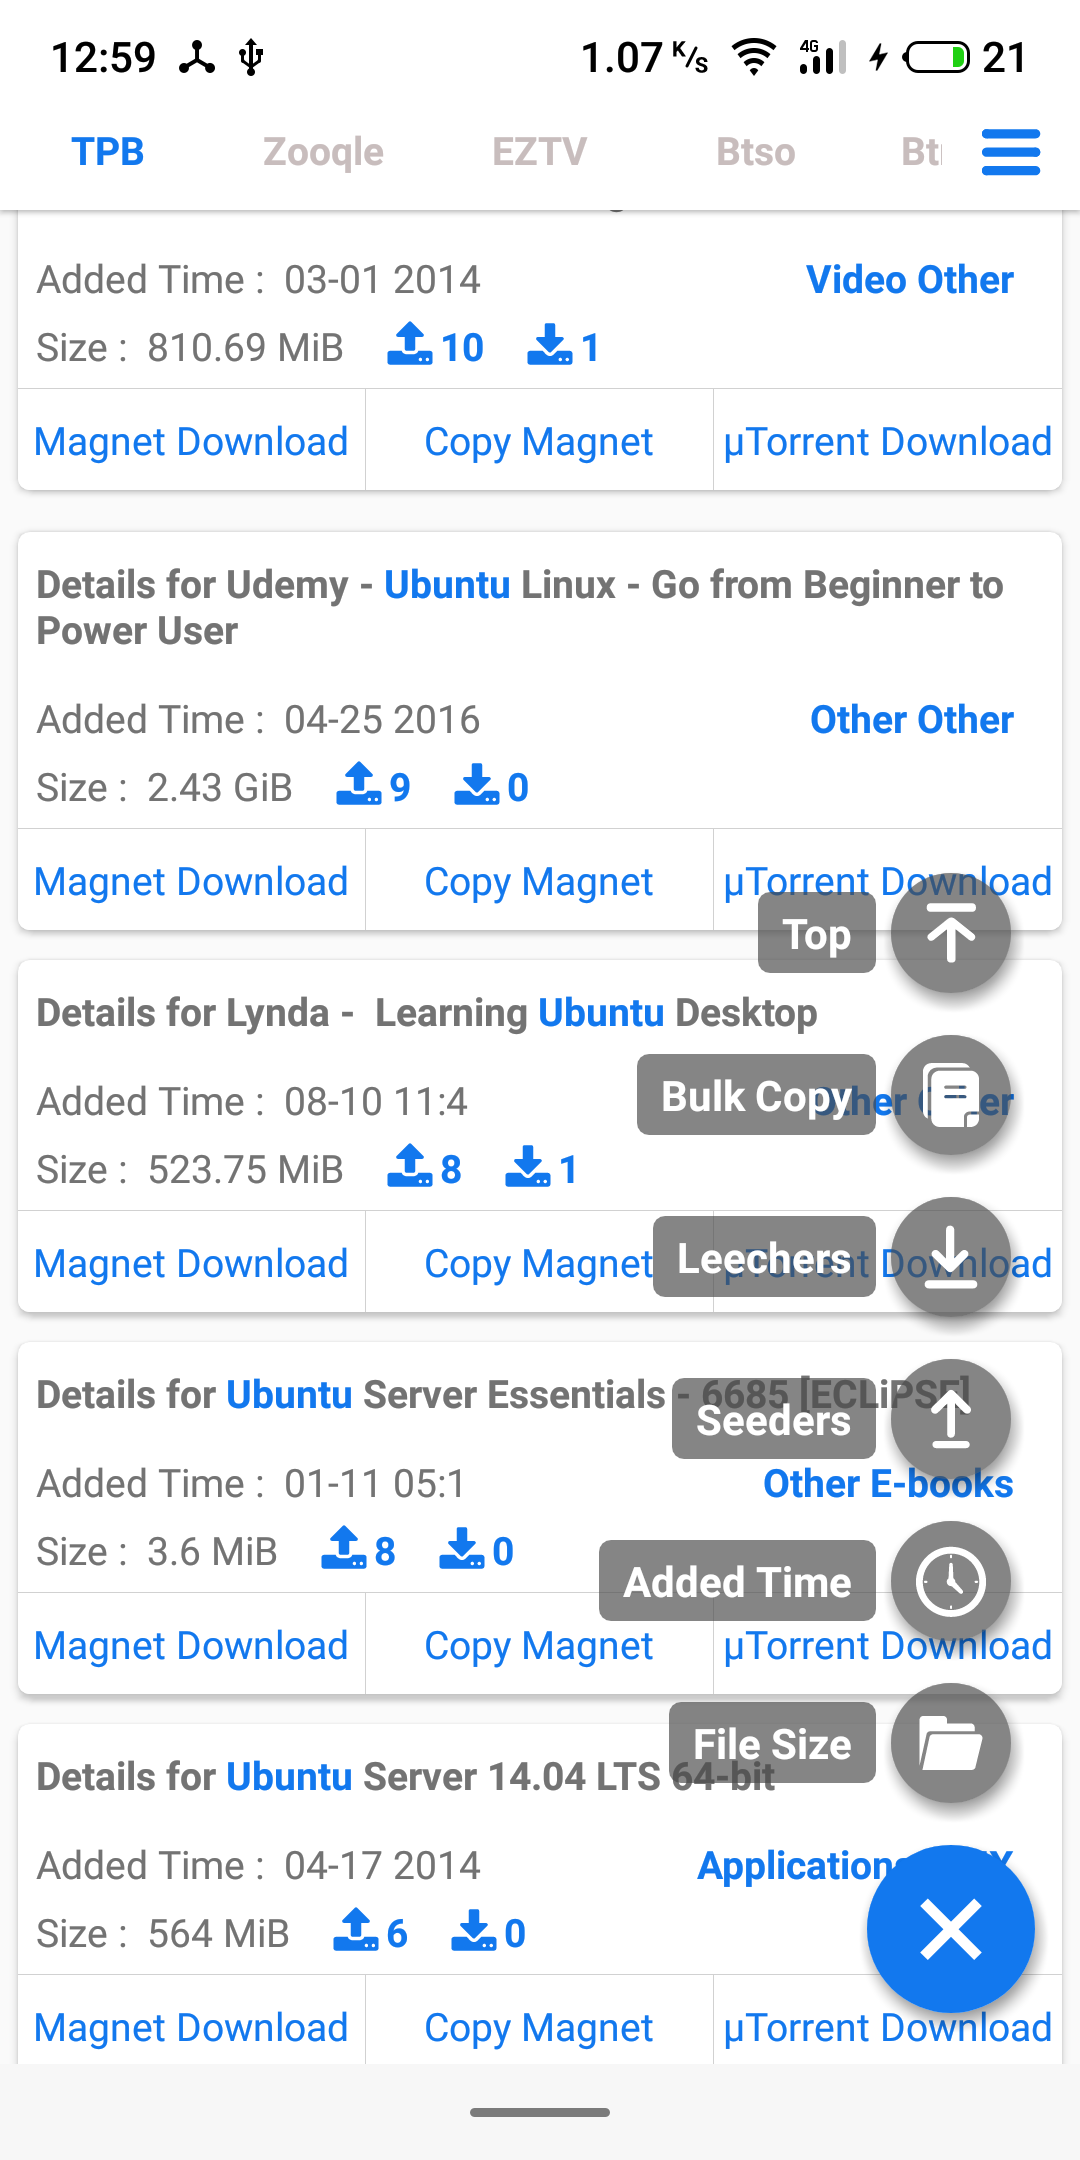 12:59 1.07 K/s 4G 21
TPB Zooqle EZTV Btso
Added Time : 03-01 2014 Video Other
Size : 810.69 MiB 10 1
Magnet Download Copy Magnet µTorrent Download
Details for Udemy - Ubuntu Linux - Go from Beginner to
Power User
Added Time : 04-25 2016 Other Other
Size : 2.43 GiB 9 0
Magnet Download Copy Magnet µTorrent Download
Top
Details for Lynda - Learning Ubuntu Desktop
Bulk Copy
Added Time : 08-10 11:4 Other Other
Size : 523.75 MiB 8 1
Leechers
Magnet Download Copy Magnet µTorrent Download
Details for Ubuntu Server Essentials - 6685 [ECLiPSE]
Seeders
Added Time : 01-11 05:1 Other E-books
Size : 3.6 MiB 8 0
Added Time
Magnet Download Copy Magnet µTorrent Download
File Size
Details for Ubuntu Server 14.04 LTS 64-bit
Added Time : 04-17 2014 Applications
Size : 564 MiB 6 0
Magnet Download Copy Magnet µTorrent Download